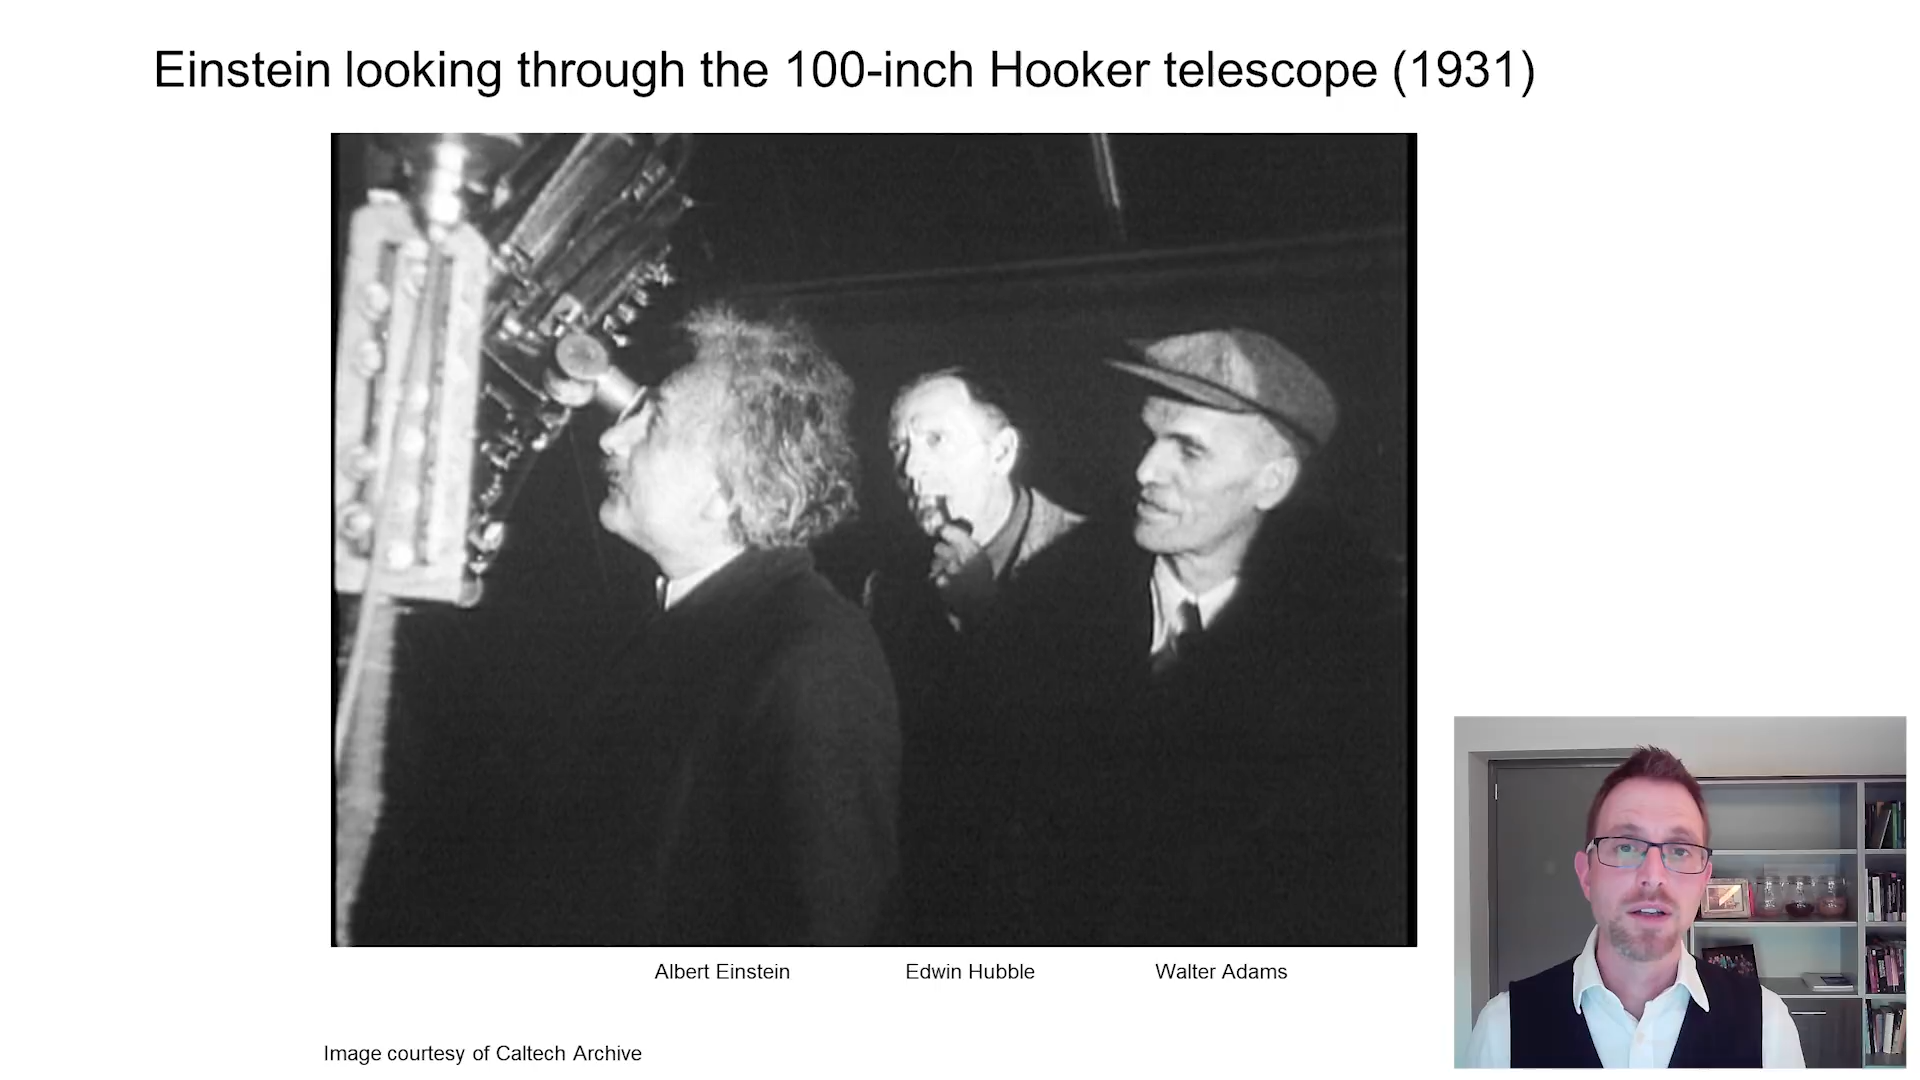 Einstein looking through the 100-inch Hooker telescope (1931)
Albert Einstein
Edwin Hubble
Walter Adams
Image courtesy of Caltech Archive